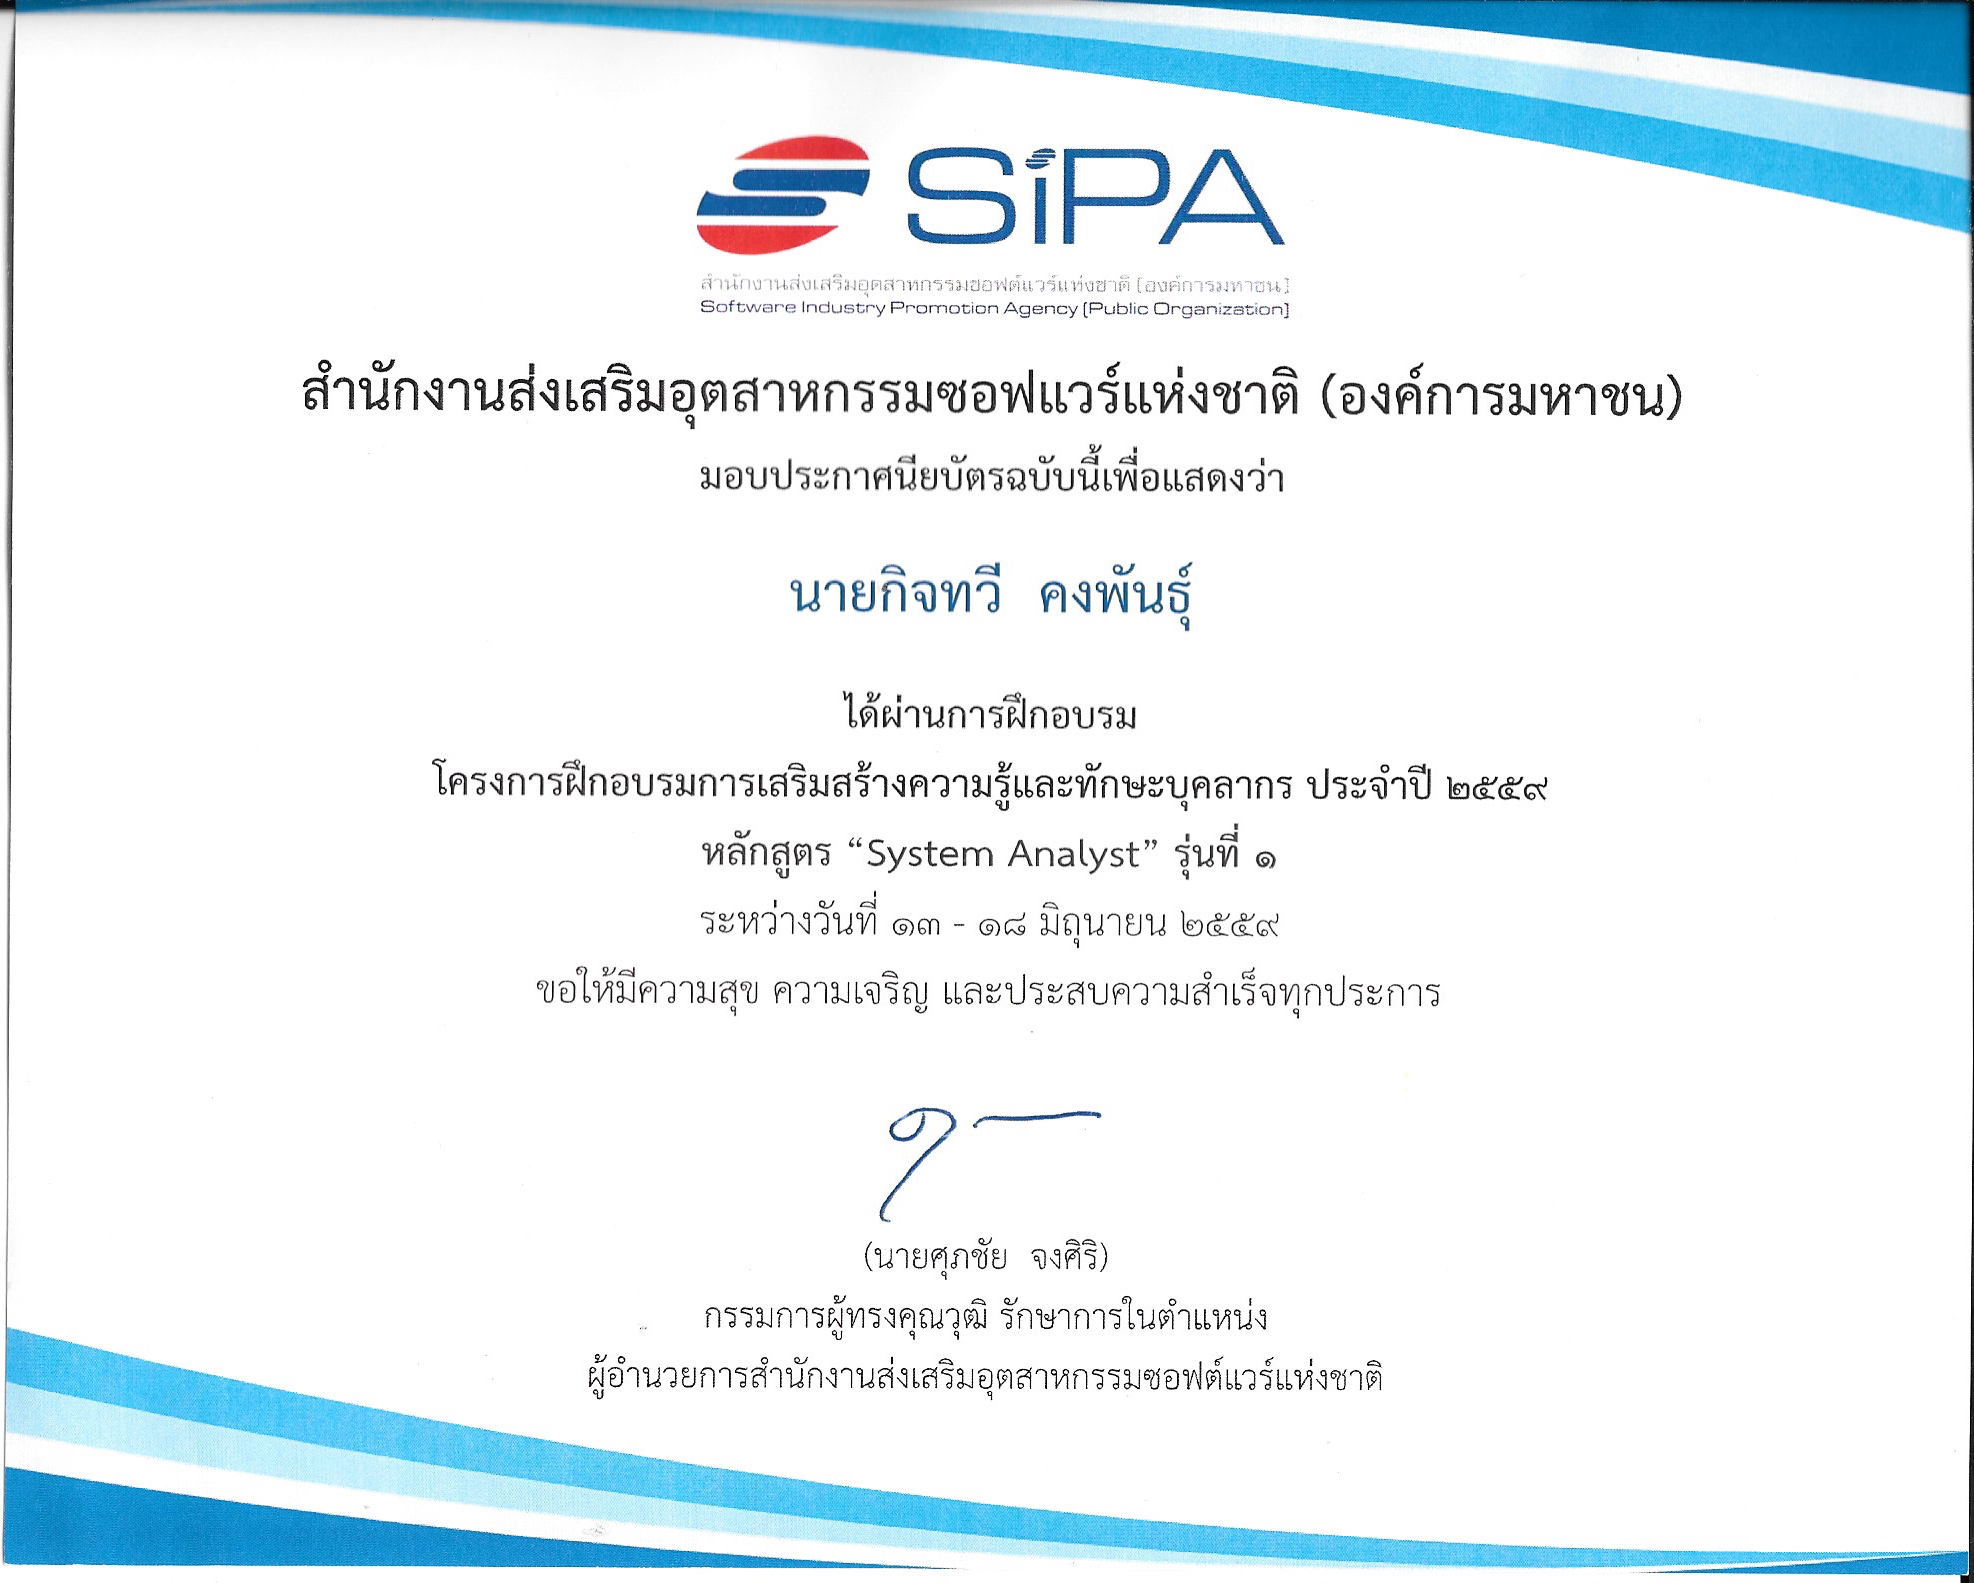 SiPA
สำนักงานส่งเสริมอุตสาหกรรมซอฟต์แวร์แห่งชาติ (องค์การมหาชน)
Software Industry Promotion Agency (Public Organization)
สำนักงานส่งเสริมอุตสาหกรรมซอฟแวร์แห่งชาติ (องค์การมหาชน)
มอบประกาศนียบัตรฉบับนี้เพื่อแสดงว่า
นายกิจทวี คงพันธุ์
ได้ผ่านการฝึกอบรม
โครงการฝึกอบรมการเสริมสร้างความรู้และทักษะบุคลากร ประจำปี ๒๕๕๙
หลักสูตร “System Analyst” รุ่นที่ ๑
ระหว่างวันที่ ๑๓ - ๑๘ มิถุนายน ๒๕๕๙
ขอให้มีความสุข ความเจริญ และประสบความสำเร็จทุกประการ
(นายศุภชัย จงศิริ)
กรรมการผู้ทรงคุณวุฒิ รักษาการในตำแหน่ง
ผู้อำนวยการสำนักงานส่งเสริมอุตสาหกรรมซอฟต์แวร์แห่งชาติ